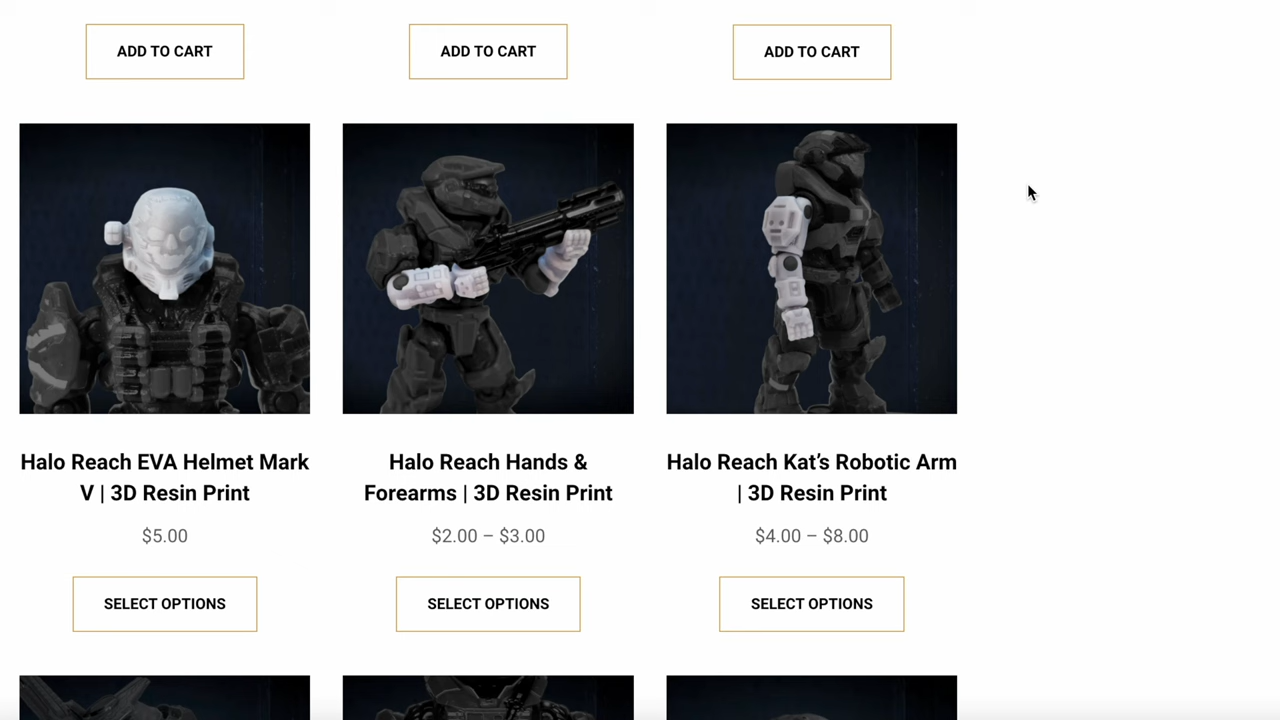 ADD TO CART
ADD TO CART
ADD TO CART
Halo Reach EVA Helmet Mark
V | 3D Resin Print
$5.00
SELECT OPTIONS
Halo Reach Hands &
Forearms | 3D Resin Print
$2.00 – $3.00
SELECT OPTIONS
Halo Reach Kat’s Robotic Arm
| 3D Resin Print
$4.00 – $8.00
SELECT OPTIONS